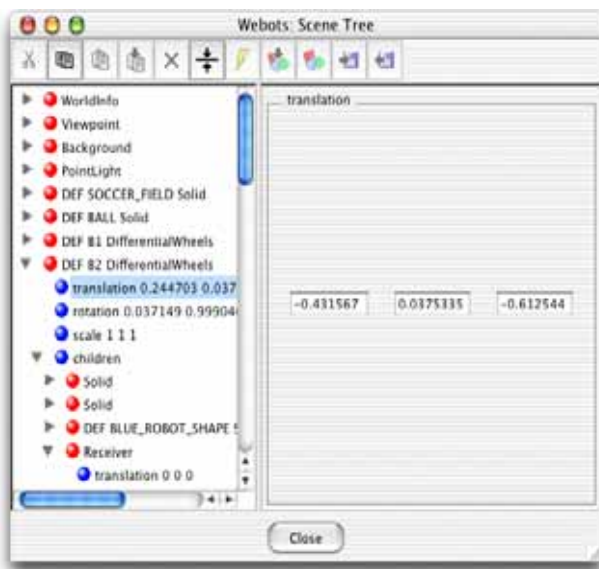 Webots: Scene Tree
WorldInfo
Viewpoint
Background
PointLight
DEF SOCCER_FIELD Solid
DEF BALL Solid
DEF B1 DifferentialWheels
DEF B2 DifferentialWheels
translation 0.244703 0.037
rotation 0.037149 0.99904
scale 1 1 1
children
Solid
Solid
DEF BLUE_ROBOT_SHAPE S
Receiver
translation 0 0 0
translation
-0.431567 0.0375335 -0.612544
Close